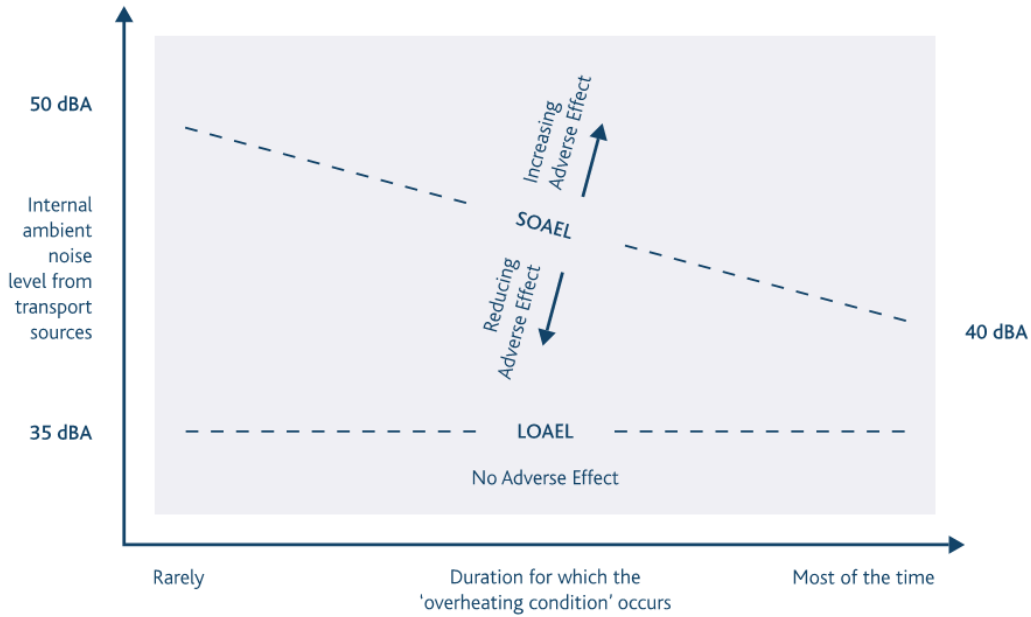 50 dBA
Internal
ambient
noise
level from
transport
sources
35 dBA
Increasing
Adverse Effect
SOAEL
Reducing
Adverse Effect
40 dBA
LOAEL
No Adverse Effect
Rarely
Duration for which the
‘overheating condition’ occurs
Most of the time